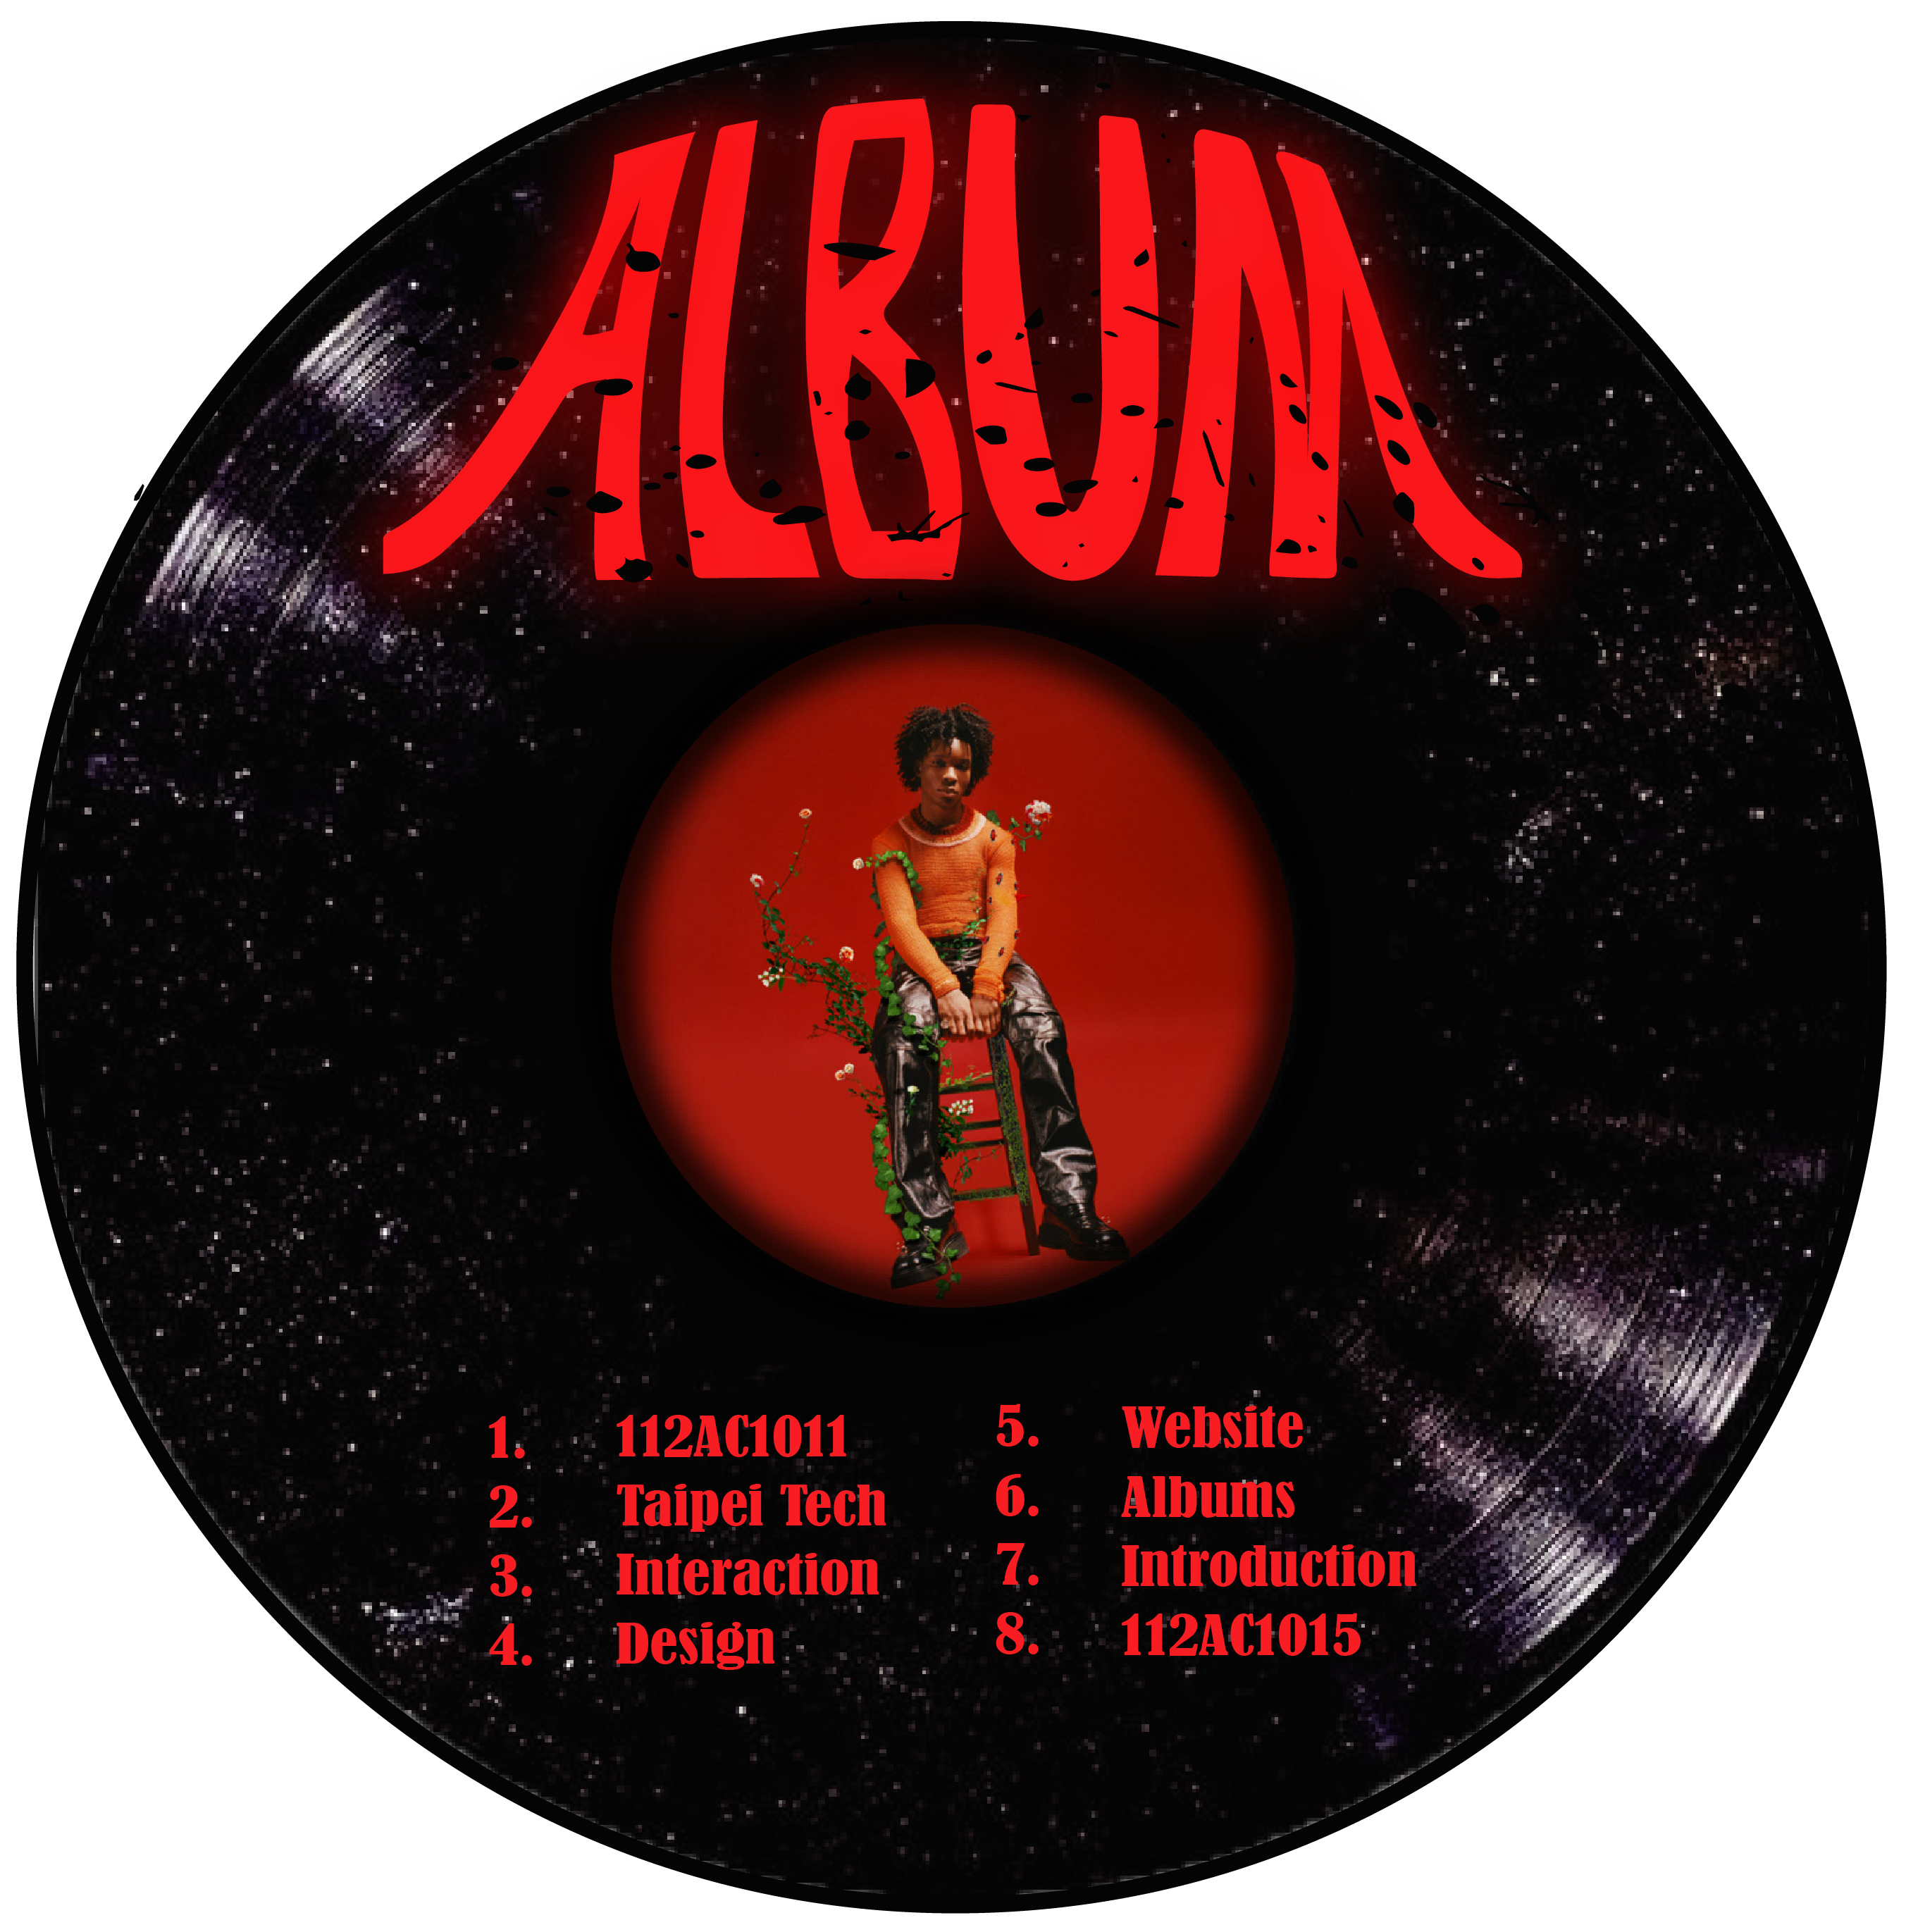 ALBUM
1. 112AC1011
2. Taipei Tech
3. Interaction
4. Design
5. Website
6. Albums
7. Introduction
8. 112AC1015